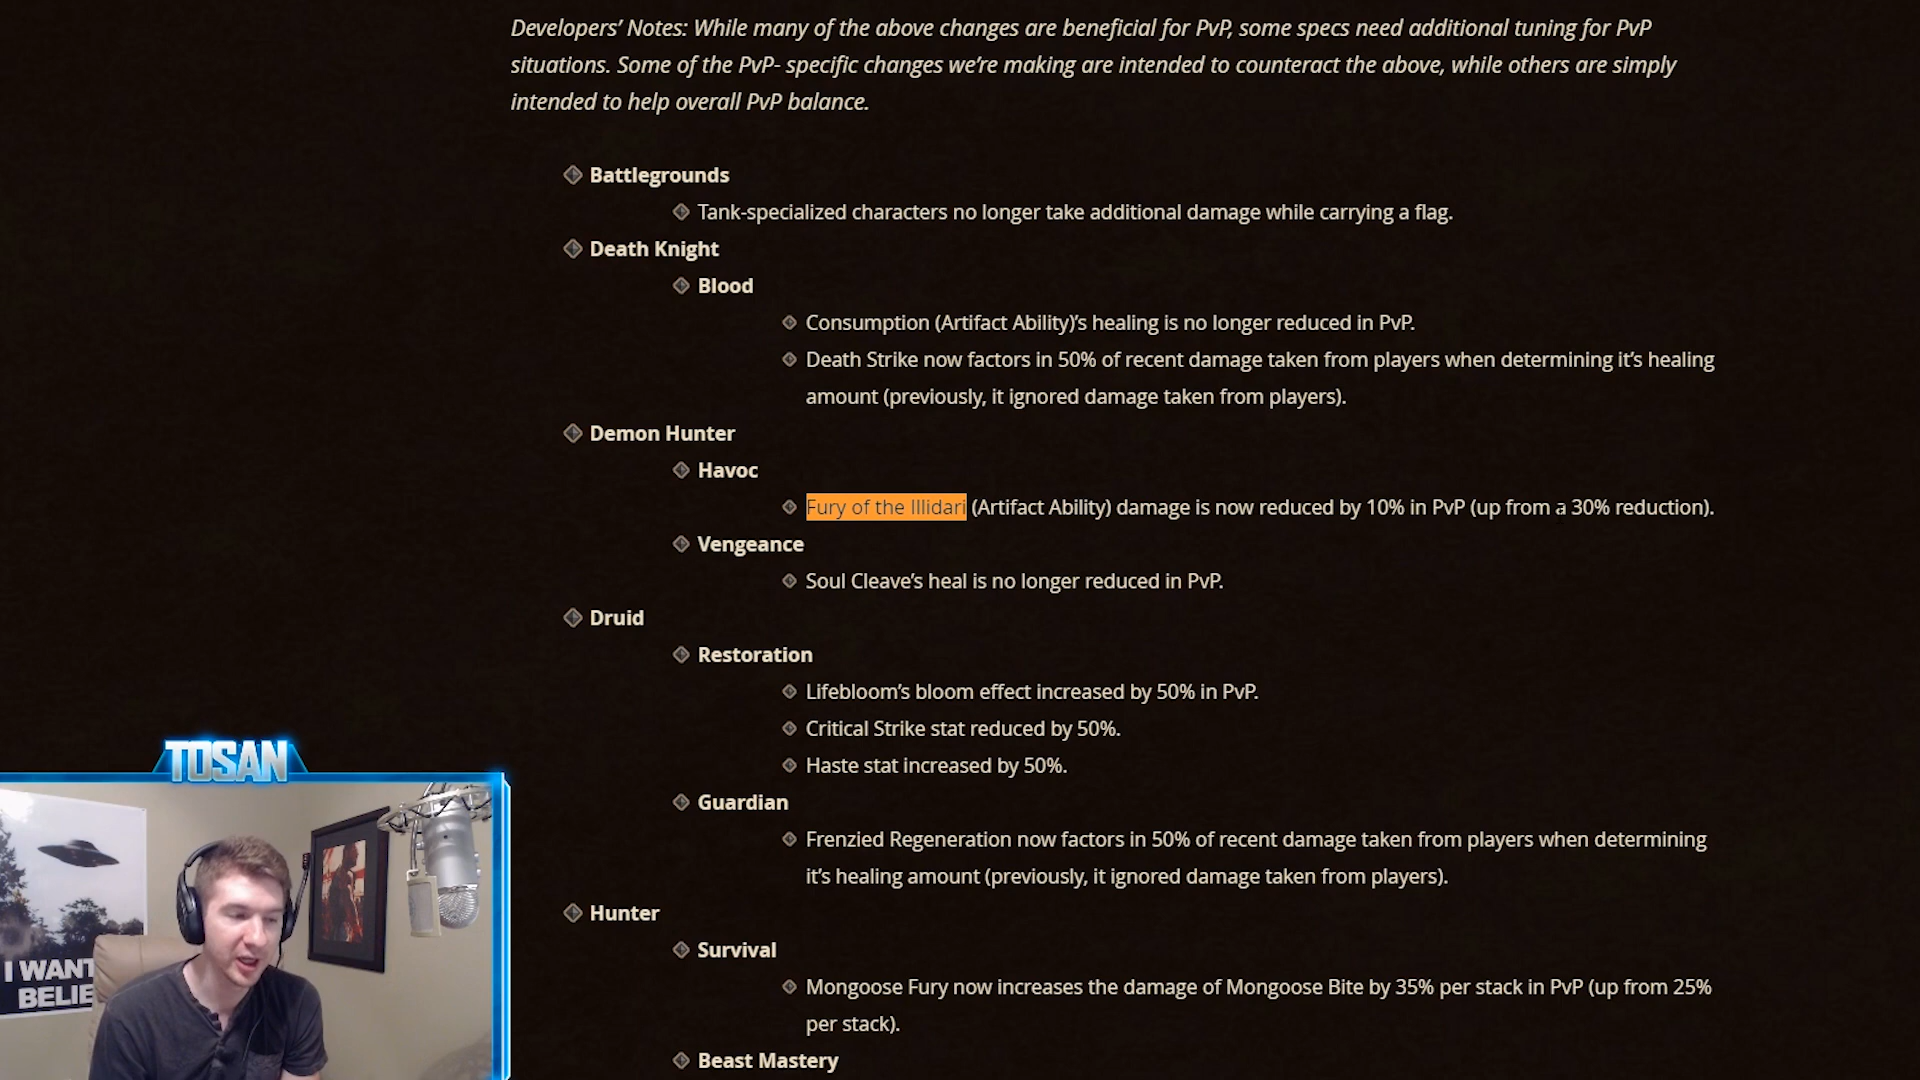 Developers’ Notes: While many of the above changes are beneficial for PvP, some specs need additional tuning for PvP
situations. Some of the PvP- specific changes we’re making are intended to counteract the above, while others are simply
intended to help overall PvP balance.
Battlegrounds
Tank-specialized characters no longer take additional damage while carrying a flag.
Death Knight
Blood
Consumption (Artifact Ability)’s healing is no longer reduced in PvP.
Death Strike now factors in 50% of recent damage taken from players when determining it’s healing
amount (previously, it ignored damage taken from players).
Demon Hunter
Havoc
Fury of the Illidari (Artifact Ability) damage is now reduced by 10% in PvP (up from a 30% reduction).
Vengeance
Soul Cleave’s heal is no longer reduced in PvP.
Druid
Restoration
Lifebloom’s bloom effect increased by 50% in PvP.
Critical Strike stat reduced by 50%.
Haste stat increased by 50%.
Guardian
Frenzied Regeneration now factors in 50% of recent damage taken from players when determining
it’s healing amount (previously, it ignored damage taken from players).
Hunter
Survival
Mongoose Fury now increases the damage of Mongoose Bite by 35% per stack in PvP (up from 25%
per stack).
Beast Mastery
TOSAN
I WANT
BELIE